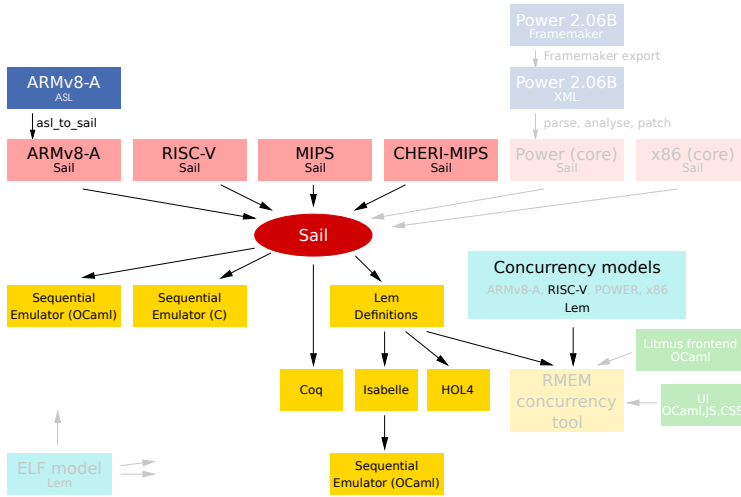 Power 2.06B
Framemaker
Framemaker export
ARMv8-A
ASL
Power 2.06B
XML
asl_to_sail
parse, analyse, patch
ARMv8-A
Sail
RISC-V
Sail
MIPS
Sail
CHERI-MIPS
Sail
Power (core)
Sail
x86 (core)
Sail
Sail
Concurrency models
ARMv8-A, RISC-V, POWER, x86
Lem
Sequential
Emulator (OCaml)
Sequential
Emulator (C)
Lem
Definitions
Litmus frontend
OCaml
Coq
Isabelle
HOL4
RMEM
concurrency
tool
UI
OCaml,JS,CSS
ELF model
Lem
Sequential
Emulator (OCaml)